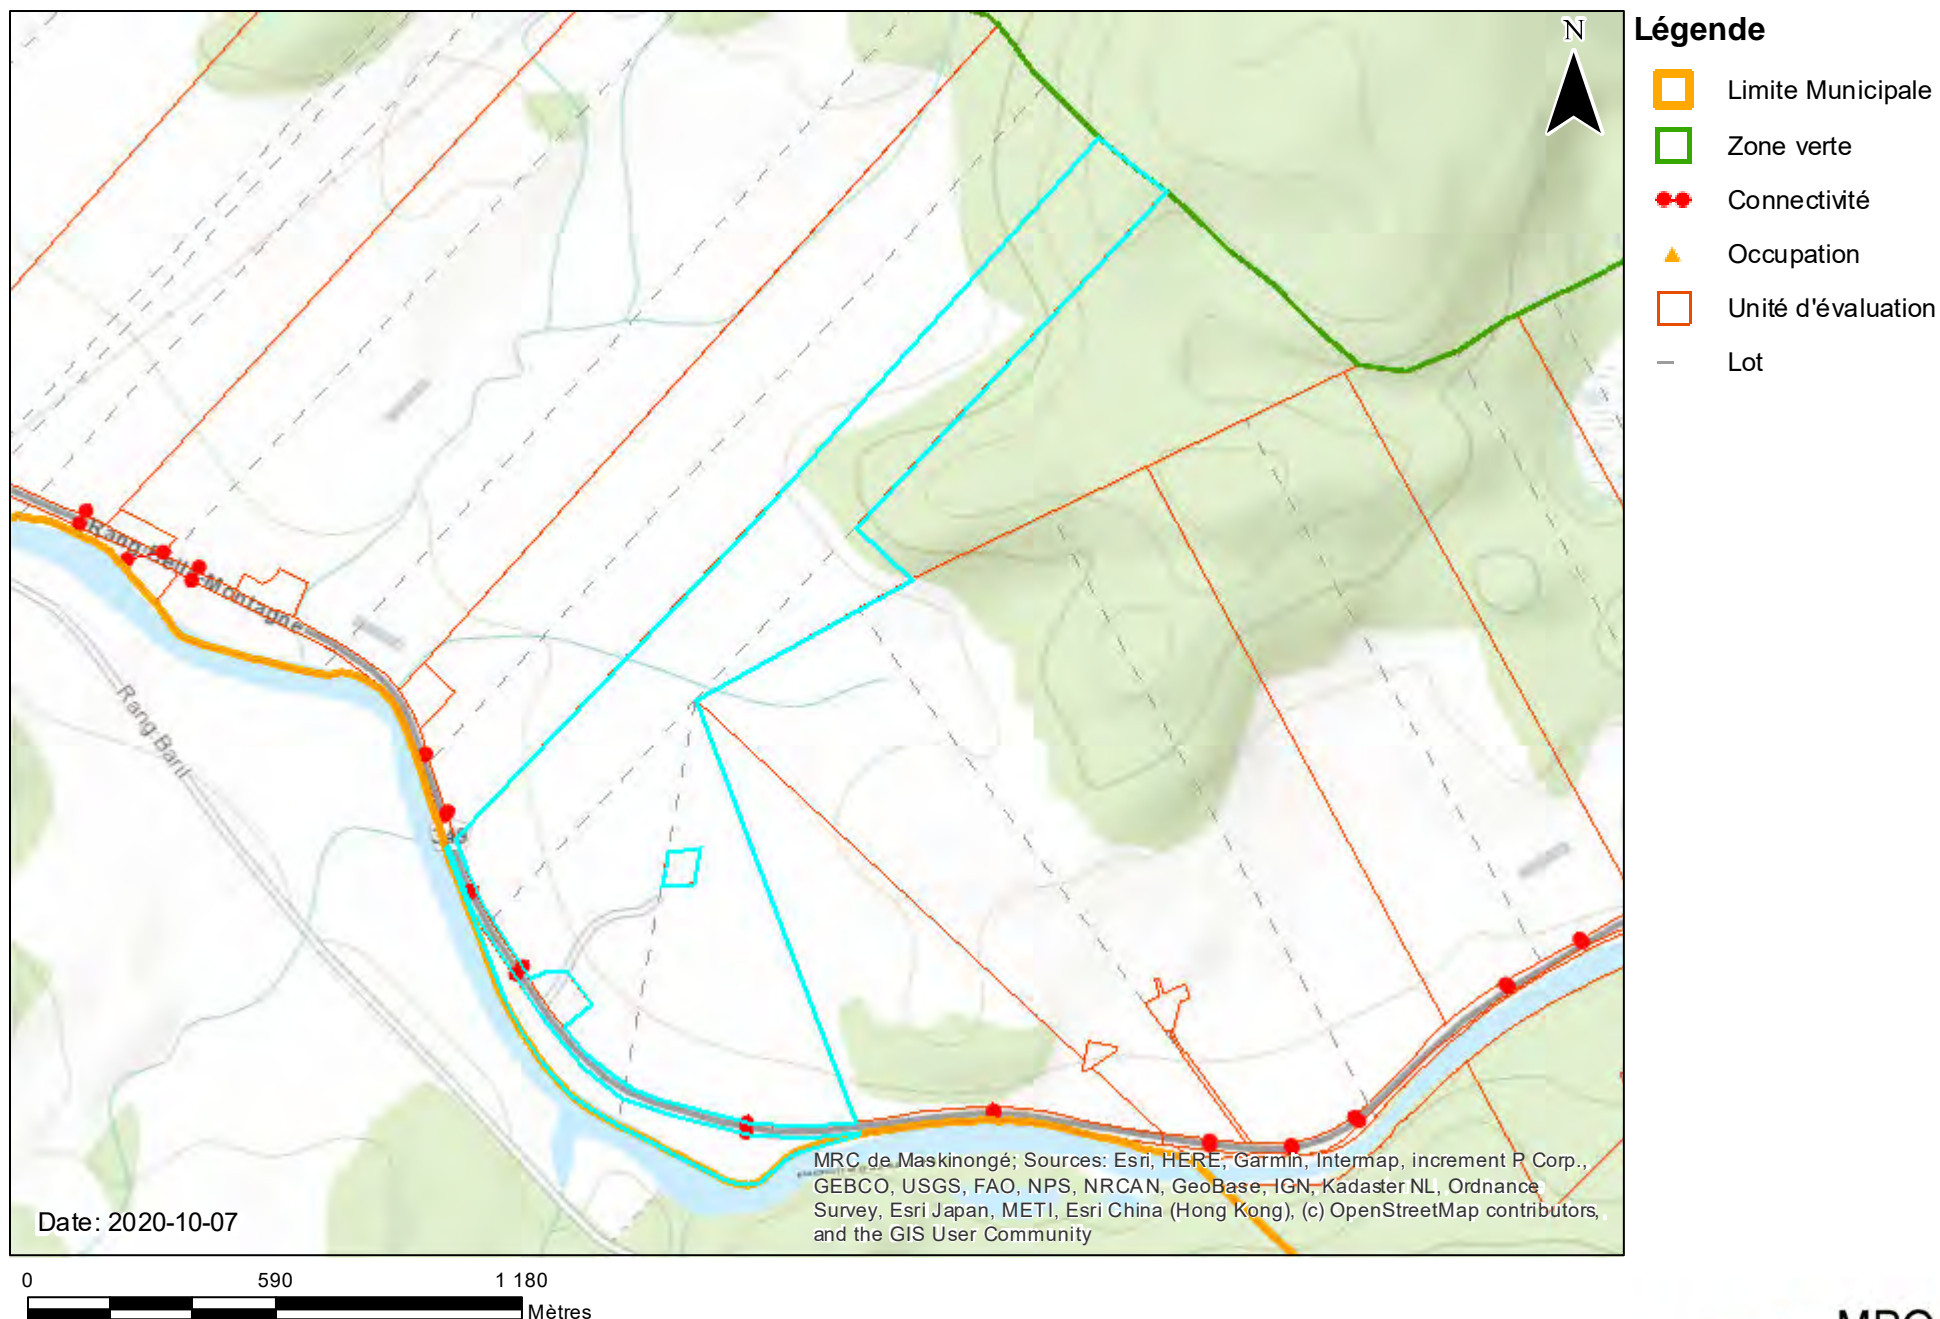 N
Légende
Limite Municipale
Zone verte
Connectivité
Occupation
Unité d'évaluation
Lot
Rang Belle-Montagne
Rang Baril
349
MRC de Maskinongé; Sources: Esri, HERE, Garmin, Intermap, increment P Corp.,
GEBCO, USGS, FAO, NPS, NRCAN, GeoBase, IGN, Kadaster NL, Ordnance
Survey, Esri Japan, METI, Esri China (Hong Kong), (c) OpenStreetMap contributors,
and the GIS User Community
Date: 2020-10-07
0 590 1 180
Mètres
MRC